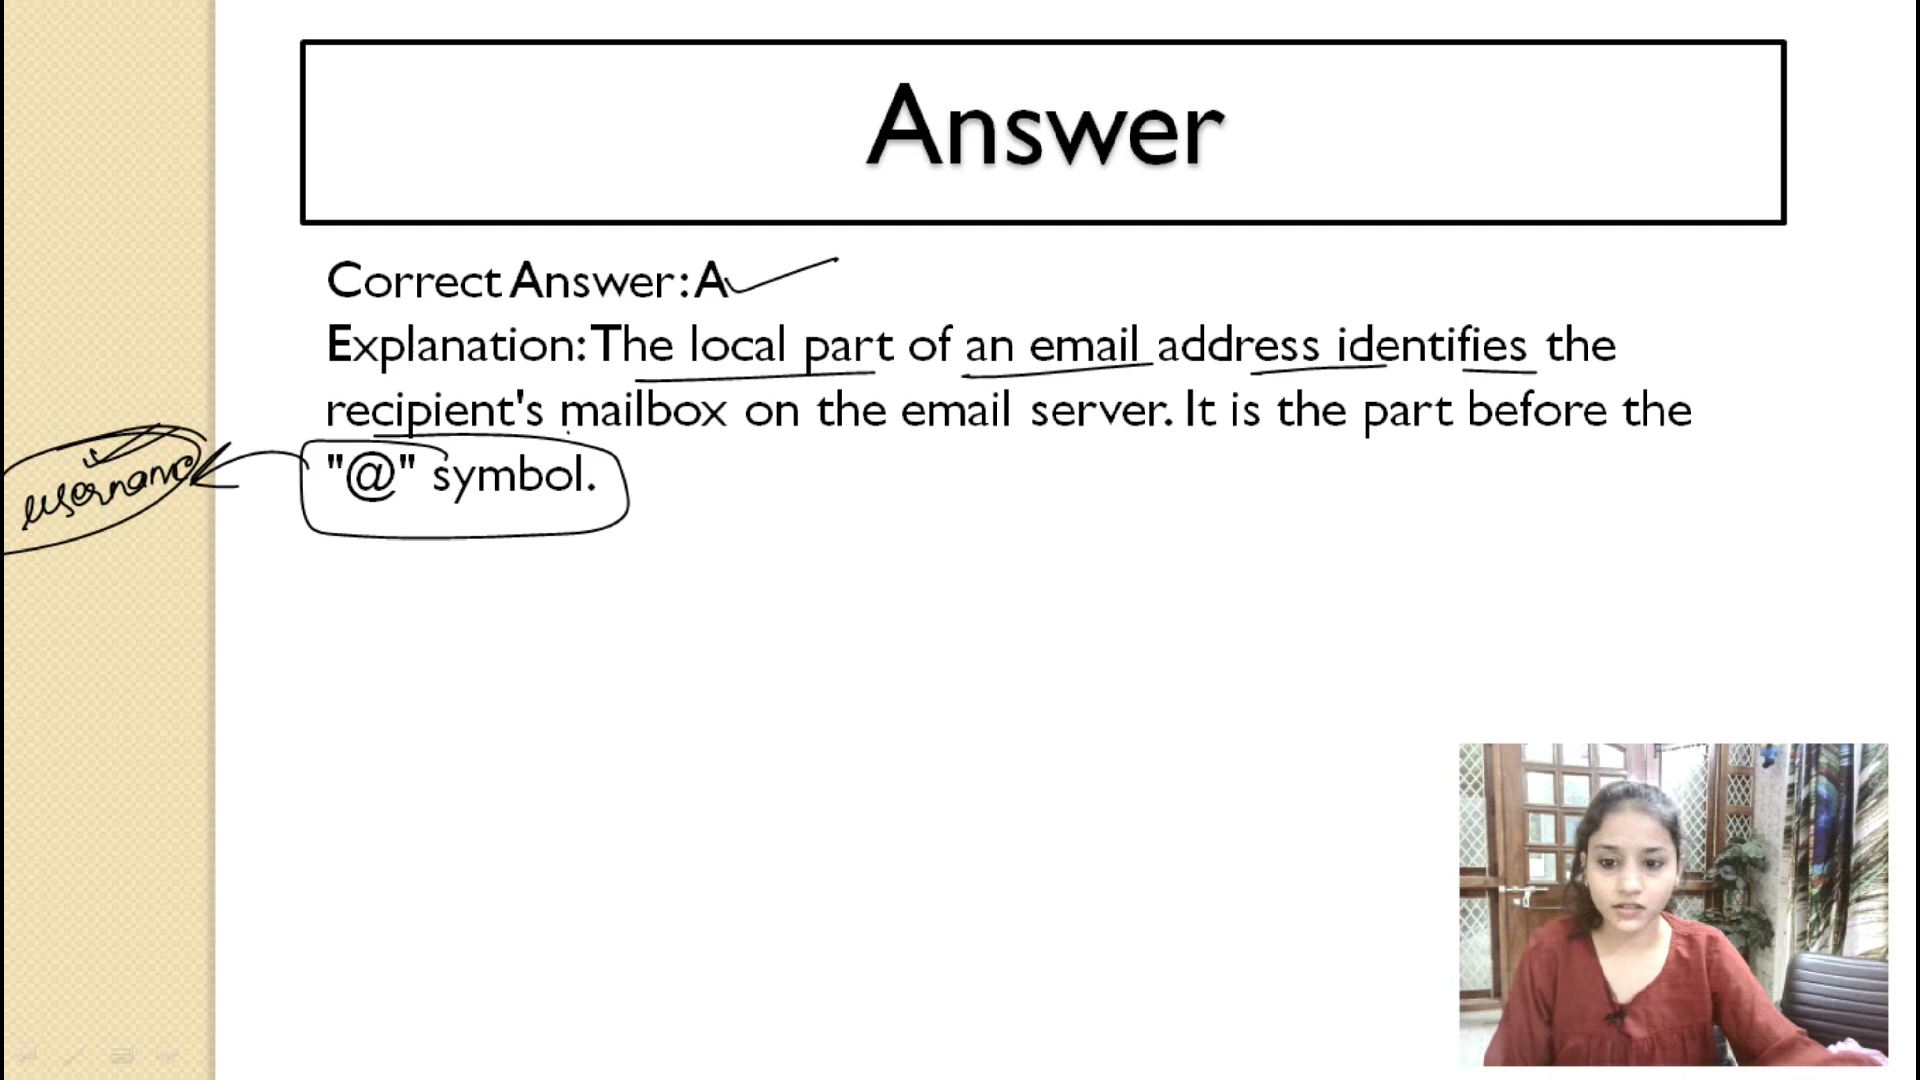 Answer
Correct Answer: A
Explanation: The local part of an email address identifies the
recipient's mailbox on the email server. It is the part before the
"@" symbol.
username